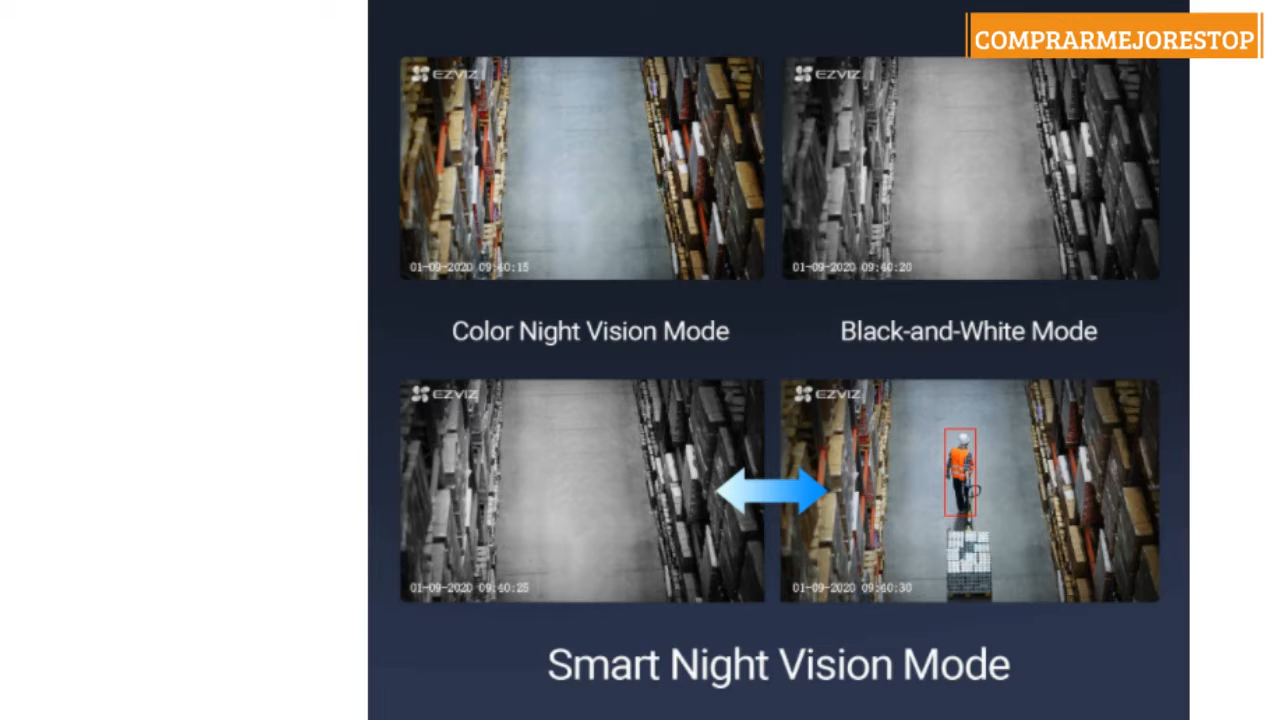 COMPRARMEJORESTOP
EZVIZ
EZVIZ
01-09-2020 09:40:15
01-09-2020 09:40:20
Color Night Vision Mode
Black-and-White Mode
EZVIZ
EZVIZ
01-09-2020 09:40:25
01-09-2020 09:40:30
Smart Night Vision Mode